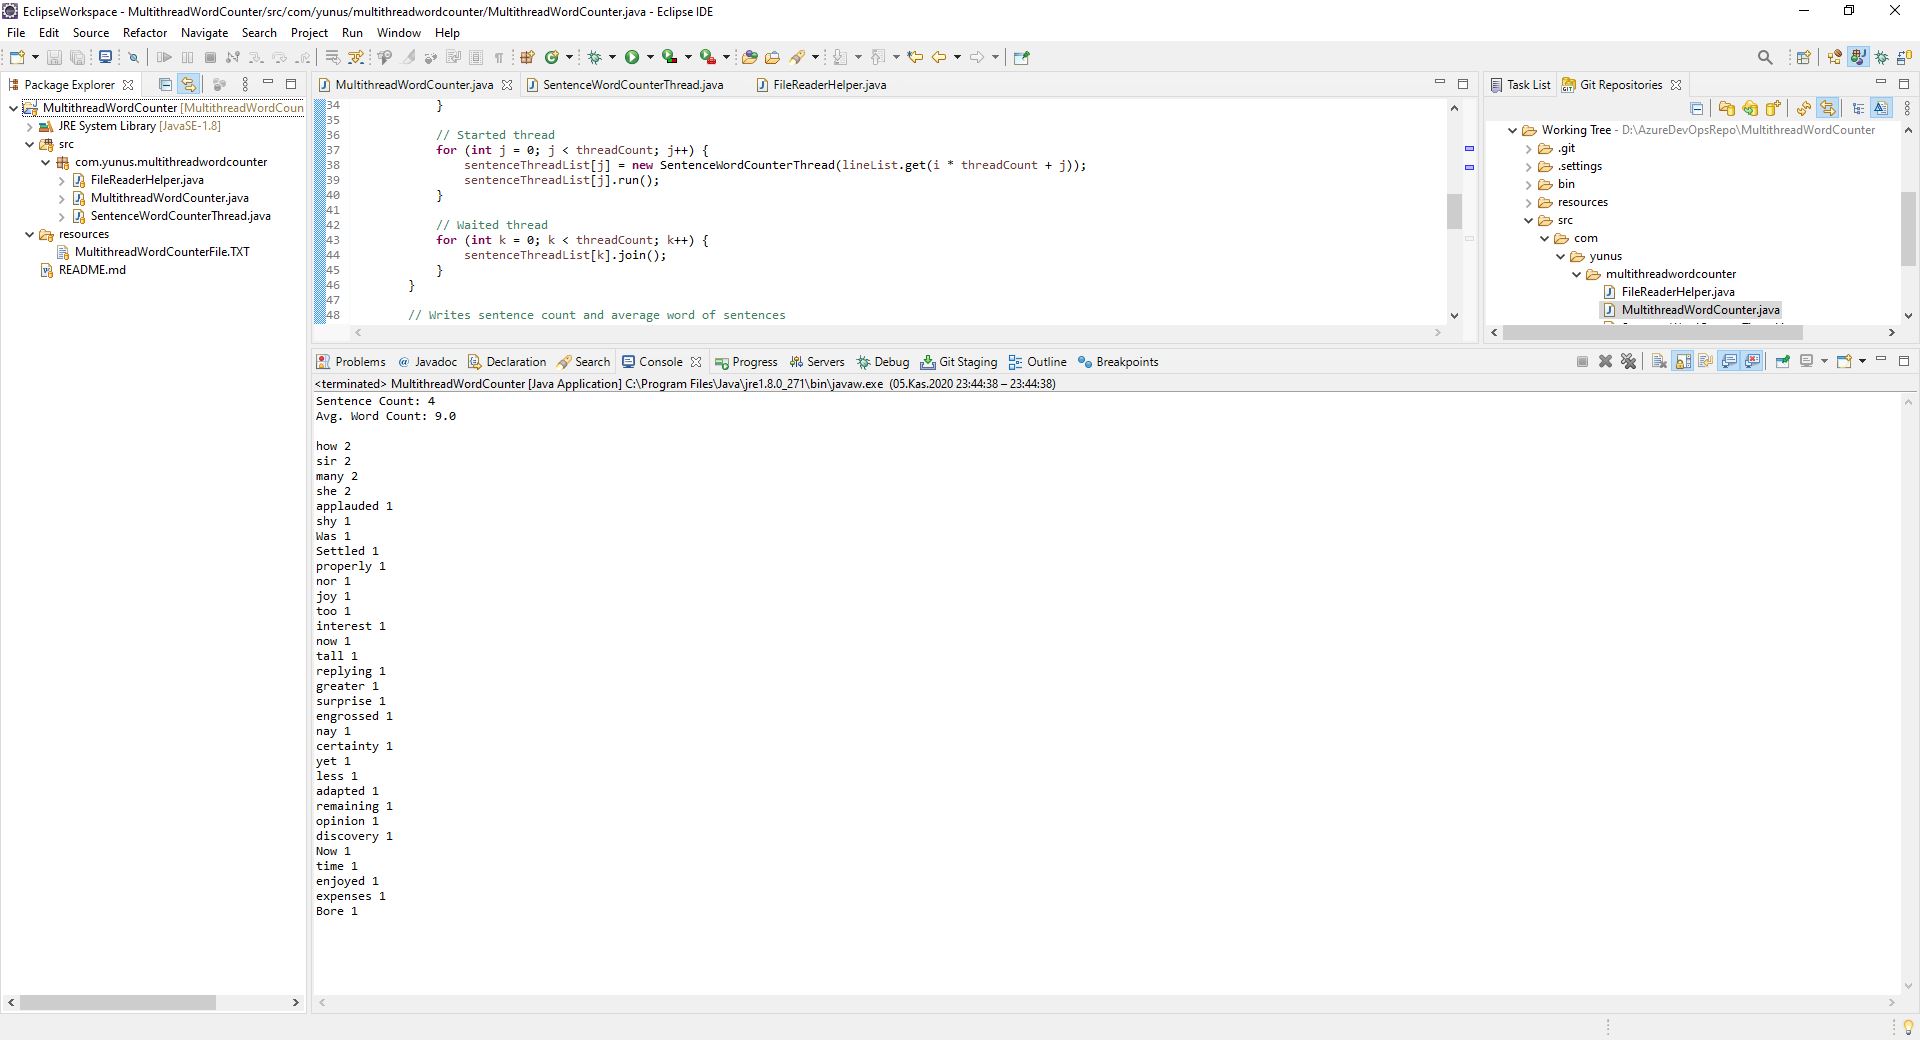 EclipseWorkspace - MultithreadWordCounter/src/com/yunus/multithreadwordcounter/MultithreadWordCounter.java - Eclipse IDE
File Edit Source Refactor Navigate Search Project Run Window Help
Package Explorer
MultithreadWordCounter [MultithreadWordCoun
JRE System Library [JavaSE-1.8]
src
com.yunus.multithreadwordcounter
FileReaderHelper.java
MultithreadWordCounter.java
SentenceWordCounterThread.java
resources
MultithreadWordCounterFile.TXT
README.md
MultithreadWordCounter.java SentenceWordCounterThread.java FileReaderHelper.java
34 }
35
36 // Started thread
37 for (int j = 0; j < threadCount; j++) {
38 sentenceThreadList[j] = new SentenceWordCounterThread(lineList.get(i * threadCount + j));
39 sentenceThreadList[j].run();
40 }
41
42 // Waited thread
43 for (int k = 0; k < threadCount; k++) {
44 sentenceThreadList[k].join();
45 }
46 }
47
48 // Writes sentence count and average word of sentences
Task List Git Repositories
Working Tree - D:\AzureDevOpsRepo\MultithreadWordCounter
.git
.settings
bin
resources
src
com
yunus
multithreadwordcounter
FileReaderHelper.java
MultithreadWordCounter.java
Problems @ Javadoc Declaration Search Console Progress Servers Debug Git Staging Outline Breakpoints
<terminated> MultithreadWordCounter [Java Application] C:\Program Files\Java\jre1.8.0_271\bin\javaw.exe (05.Kas.2020 23:44:38 – 23:44:38)
Sentence Count: 4
Avg. Word Count: 9.0
how 2
sir 2
many 2
she 2
applauded 1
shy 1
Was 1
Settled 1
properly 1
nor 1
joy 1
too 1
interest 1
now 1
tall 1
replying 1
greater 1
surprise 1
engrossed 1
nay 1
certainty 1
yet 1
less 1
adapted 1
remaining 1
opinion 1
discovery 1
Now 1
time 1
enjoyed 1
expenses 1
Bore 1